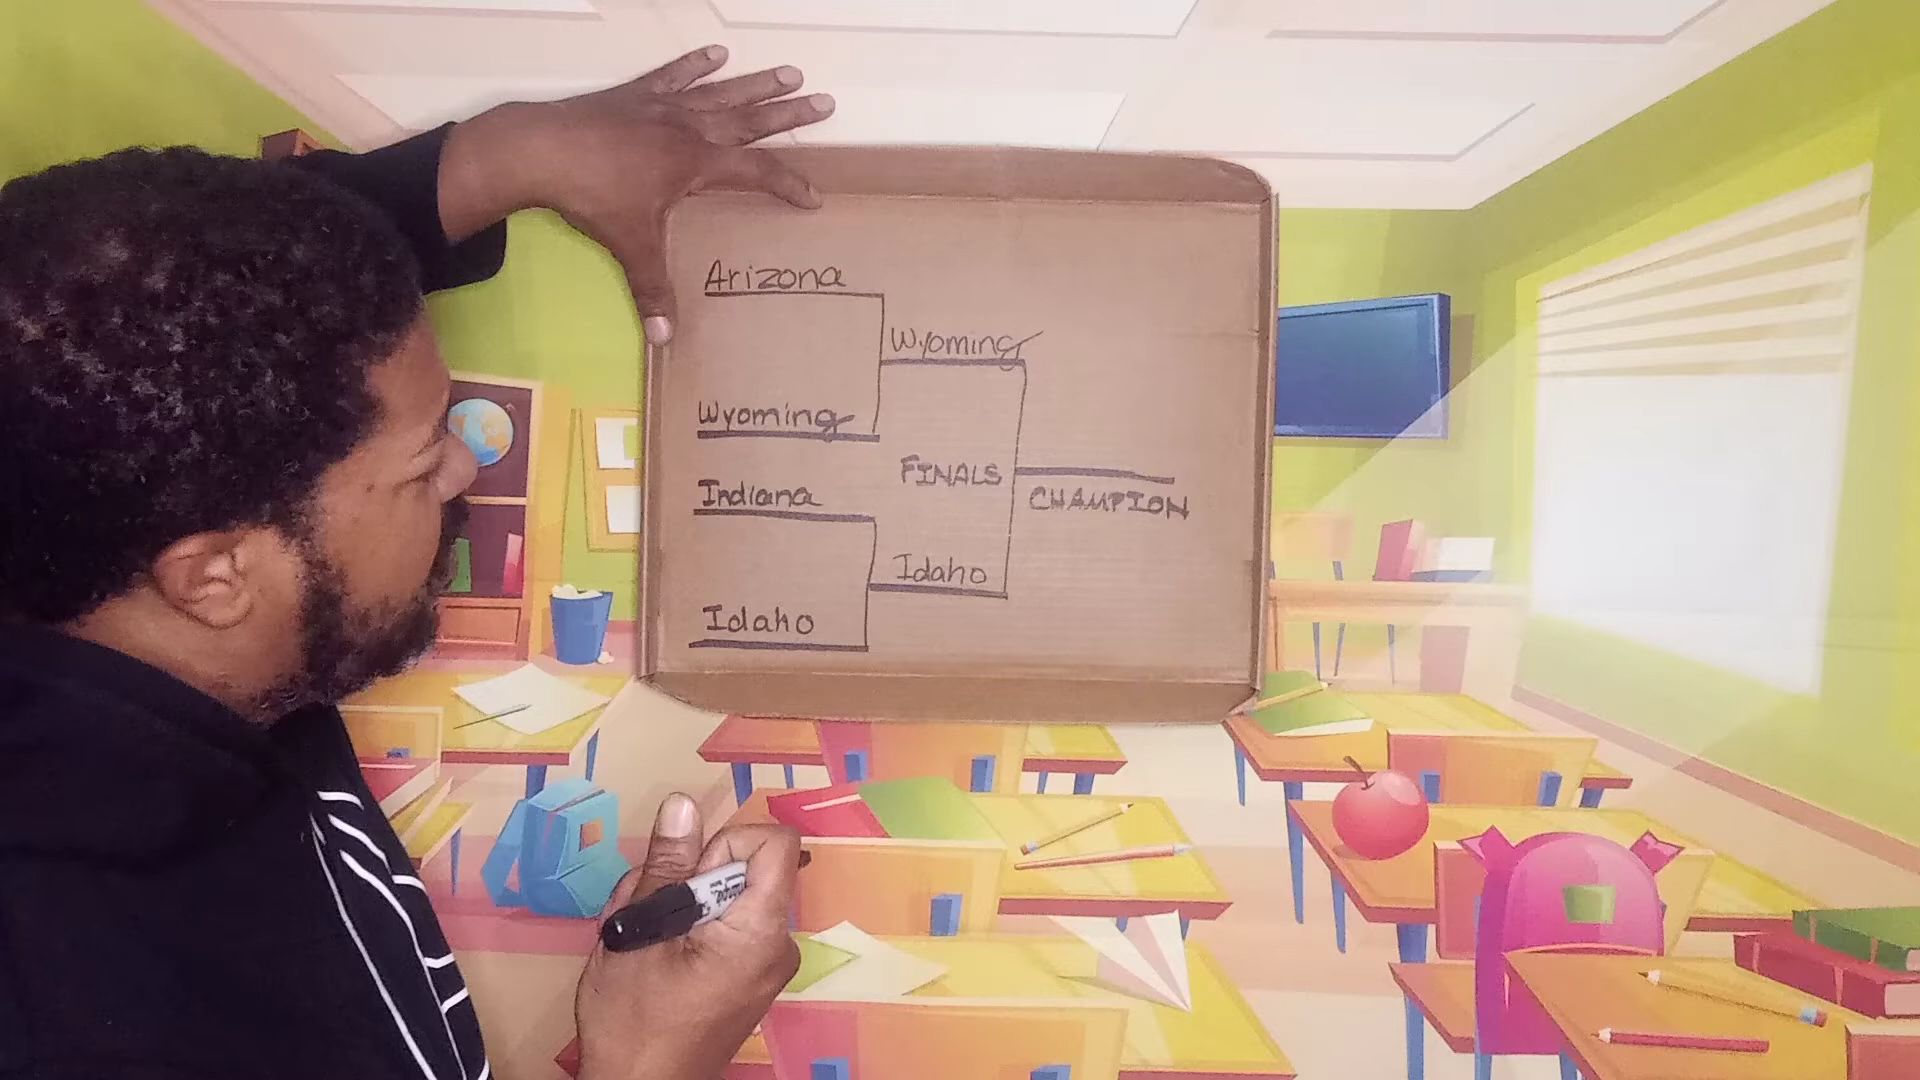 Arizona
Wyoming
Wyoming
Indiana
FINALS
CHAMPION
Idaho
Idaho